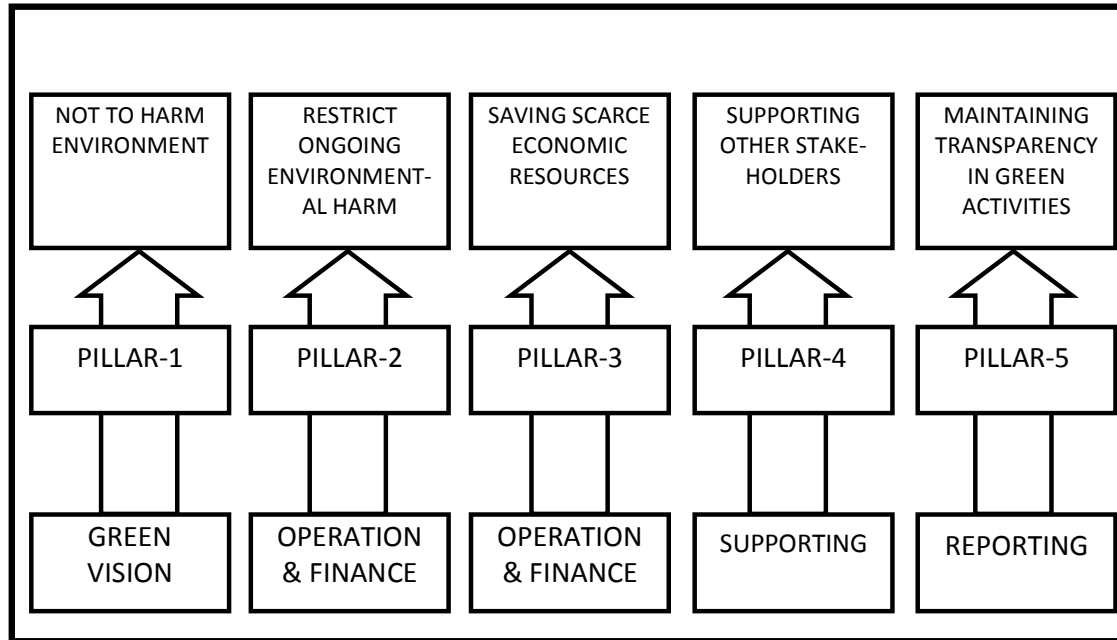 NOT TO HARM
ENVIRONMENT
RESTRICT
ONGOING
ENVIRONMENT-
AL HARM
SAVING SCARCE
ECONOMIC
RESOURCES
SUPPORTING
OTHER STAKE-
HOLDERS
MAINTAINING
TRANSPARENCY
IN GREEN
ACTIVITIES
PILLAR-1
PILLAR-2
PILLAR-3
PILLAR-4
PILLAR-5
GREEN
VISION
OPERATION
& FINANCE
OPERATION
& FINANCE
SUPPORTING
REPORTING